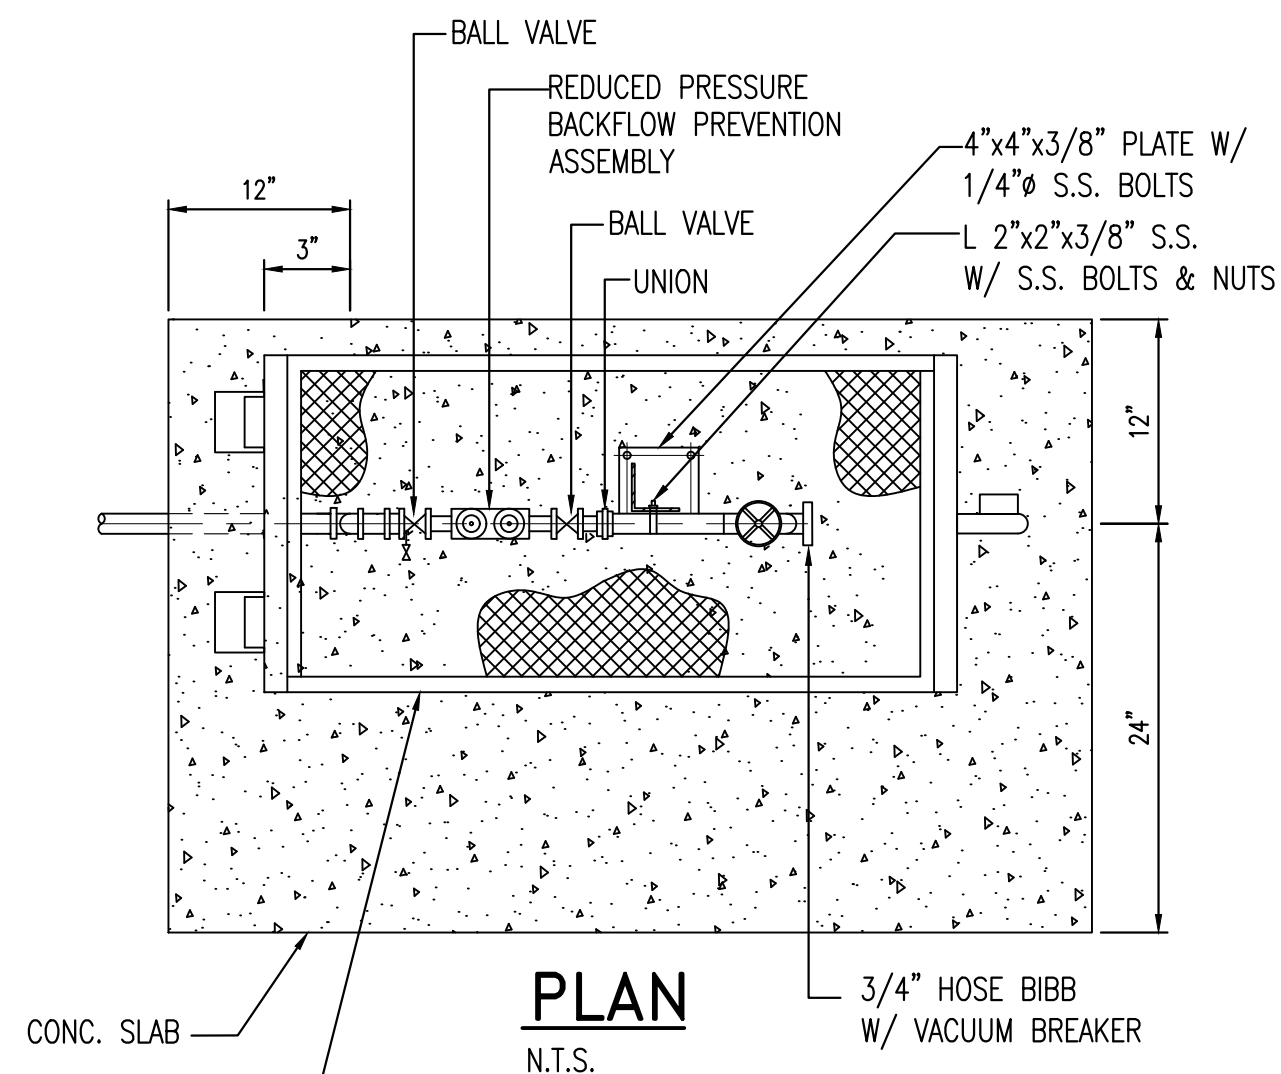 BALL VALVE
REDUCED PRESSURE
BACKFLOW PREVENTION
ASSEMBLY
4”x4”x3/8” PLATE W/
1/4”ø S.S. BOLTS
12”
BALL VALVE
L 2”x2”x3/8” S.S.
W/ S.S. BOLTS & NUTS
3”
UNION
12”
24”
PLAN
N.T.S.
3/4” HOSE BIBB
W/ VACUUM BREAKER
CONC. SLAB